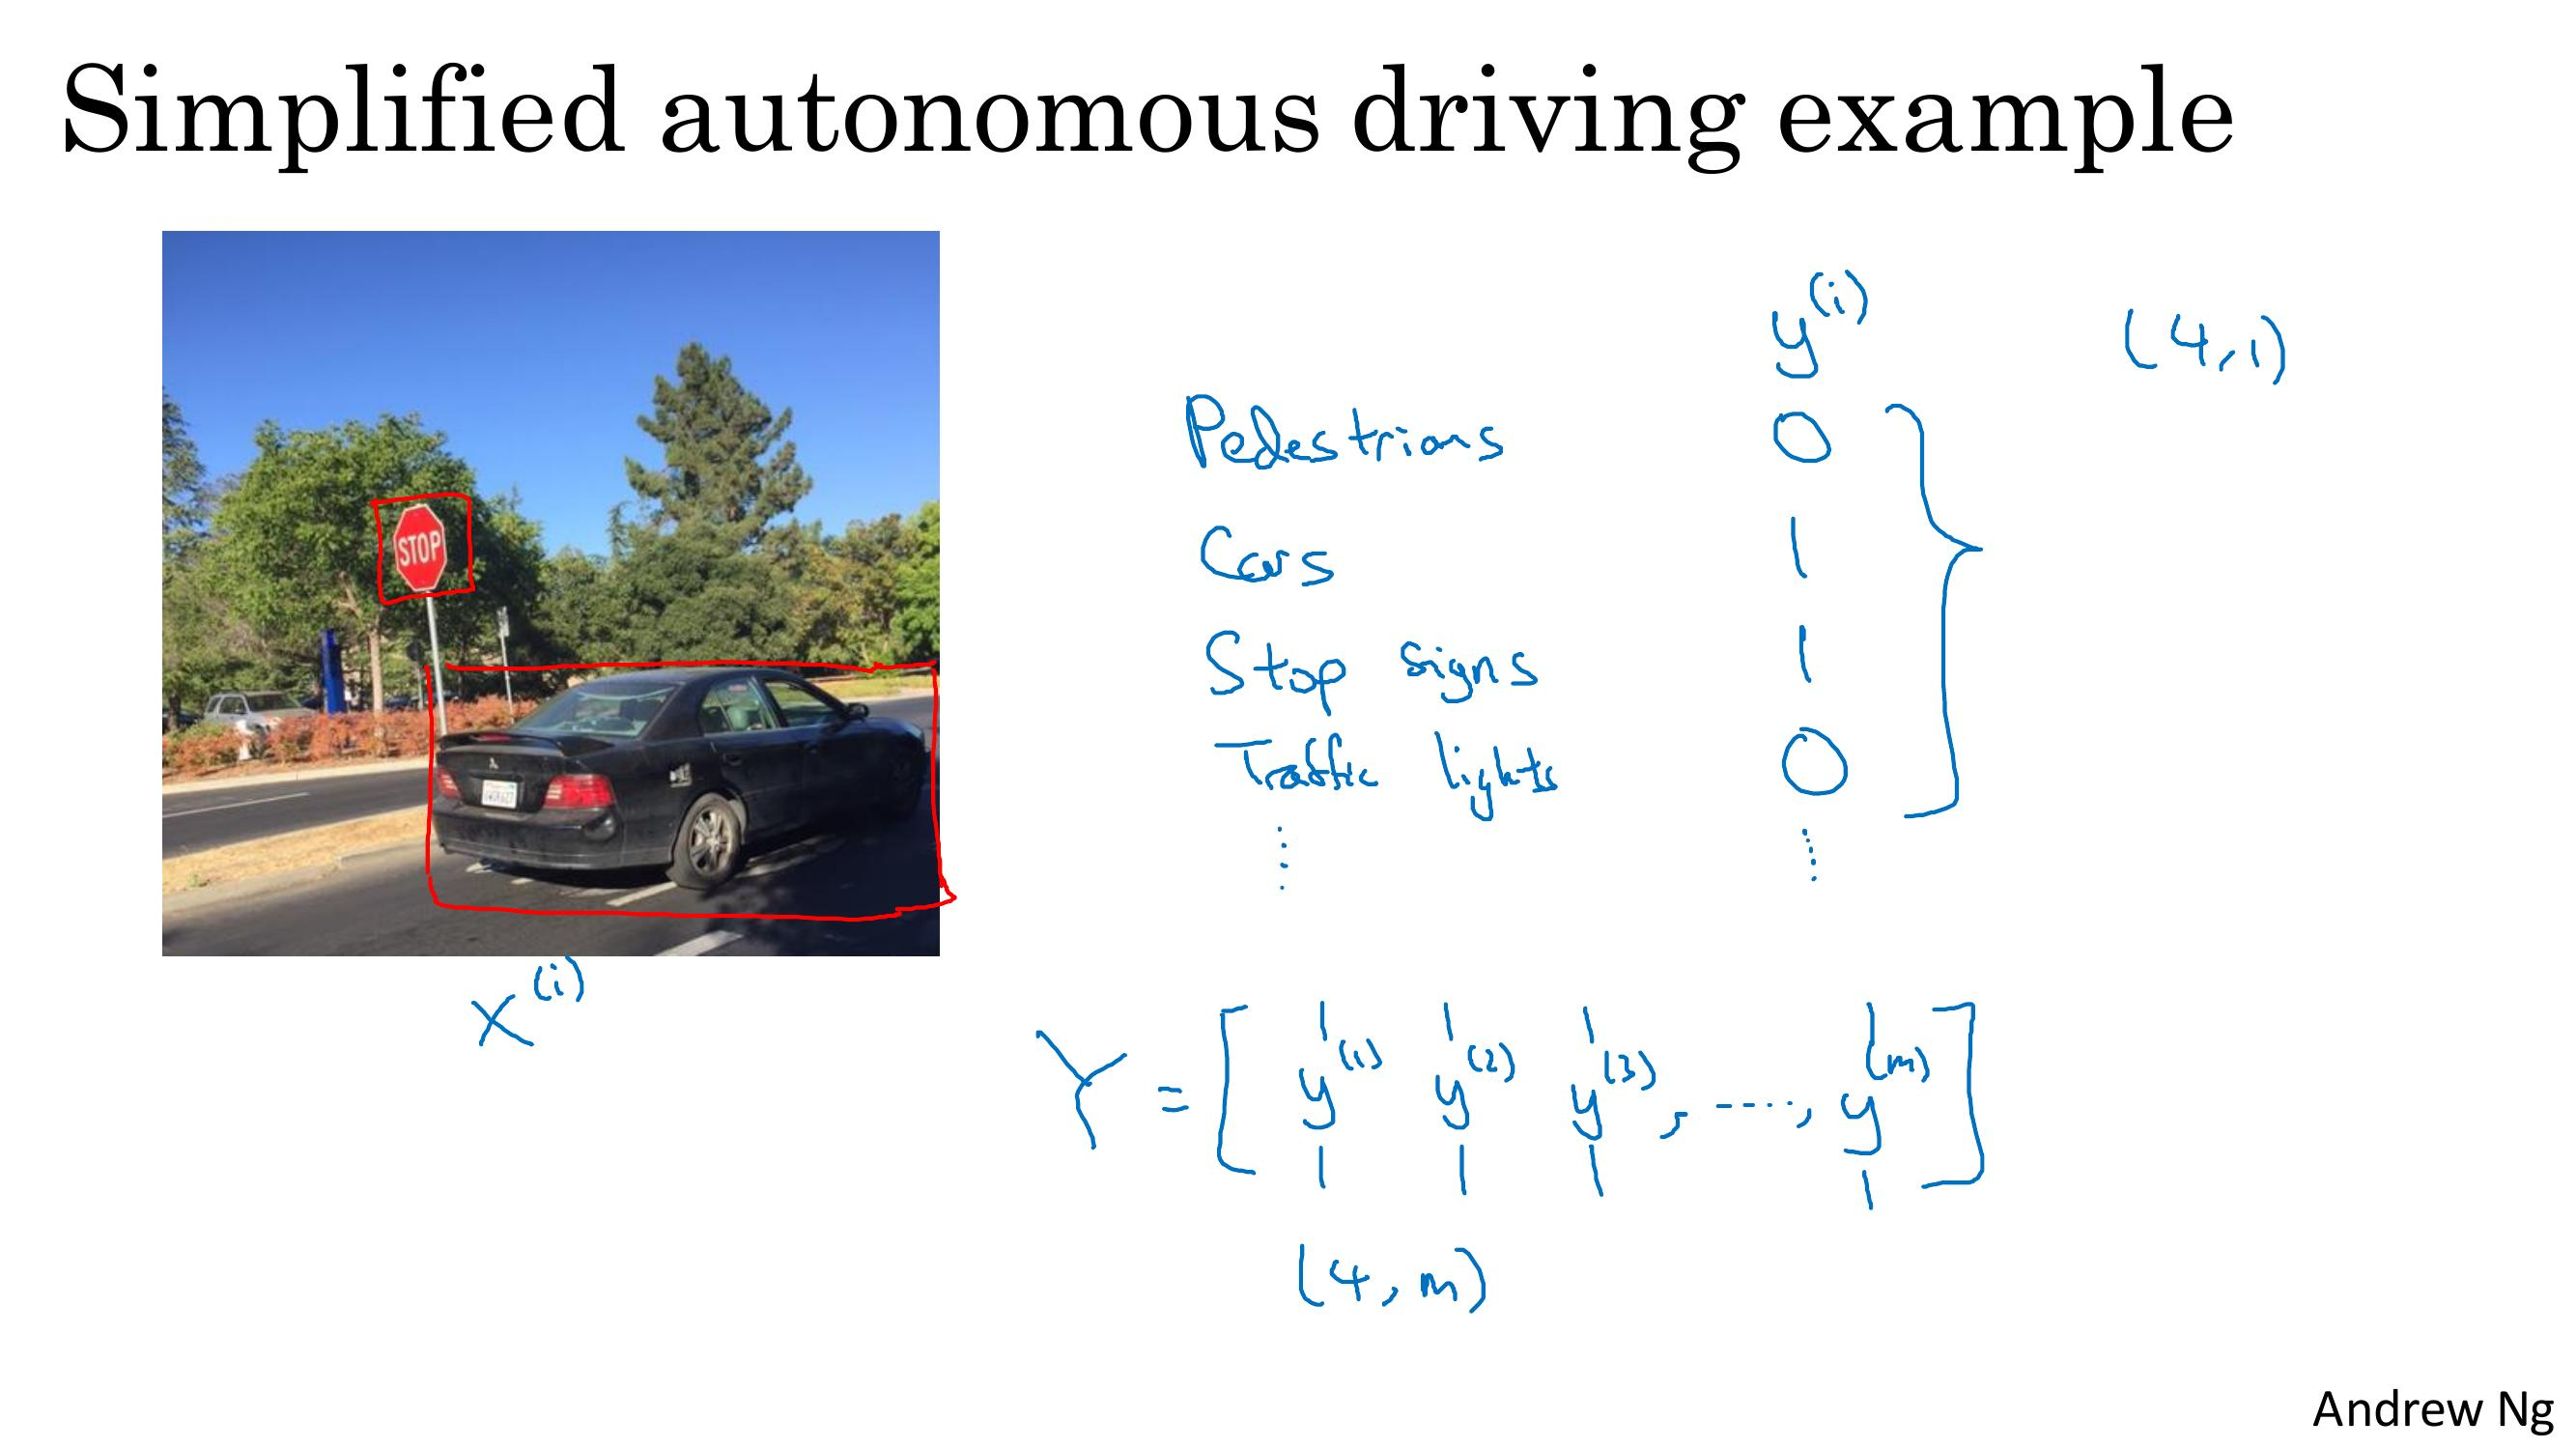 Simplified autonomous driving example
STOP
y^(i) (4,1)
Pedestrians 0
Cars 1
Stop signs 1
Traffic lights 0
⋮ ⋮
x^(i)
Y = [ y^(1) y^(2) y^(3), ----, y^(m) ]
(4, m)
Andrew Ng